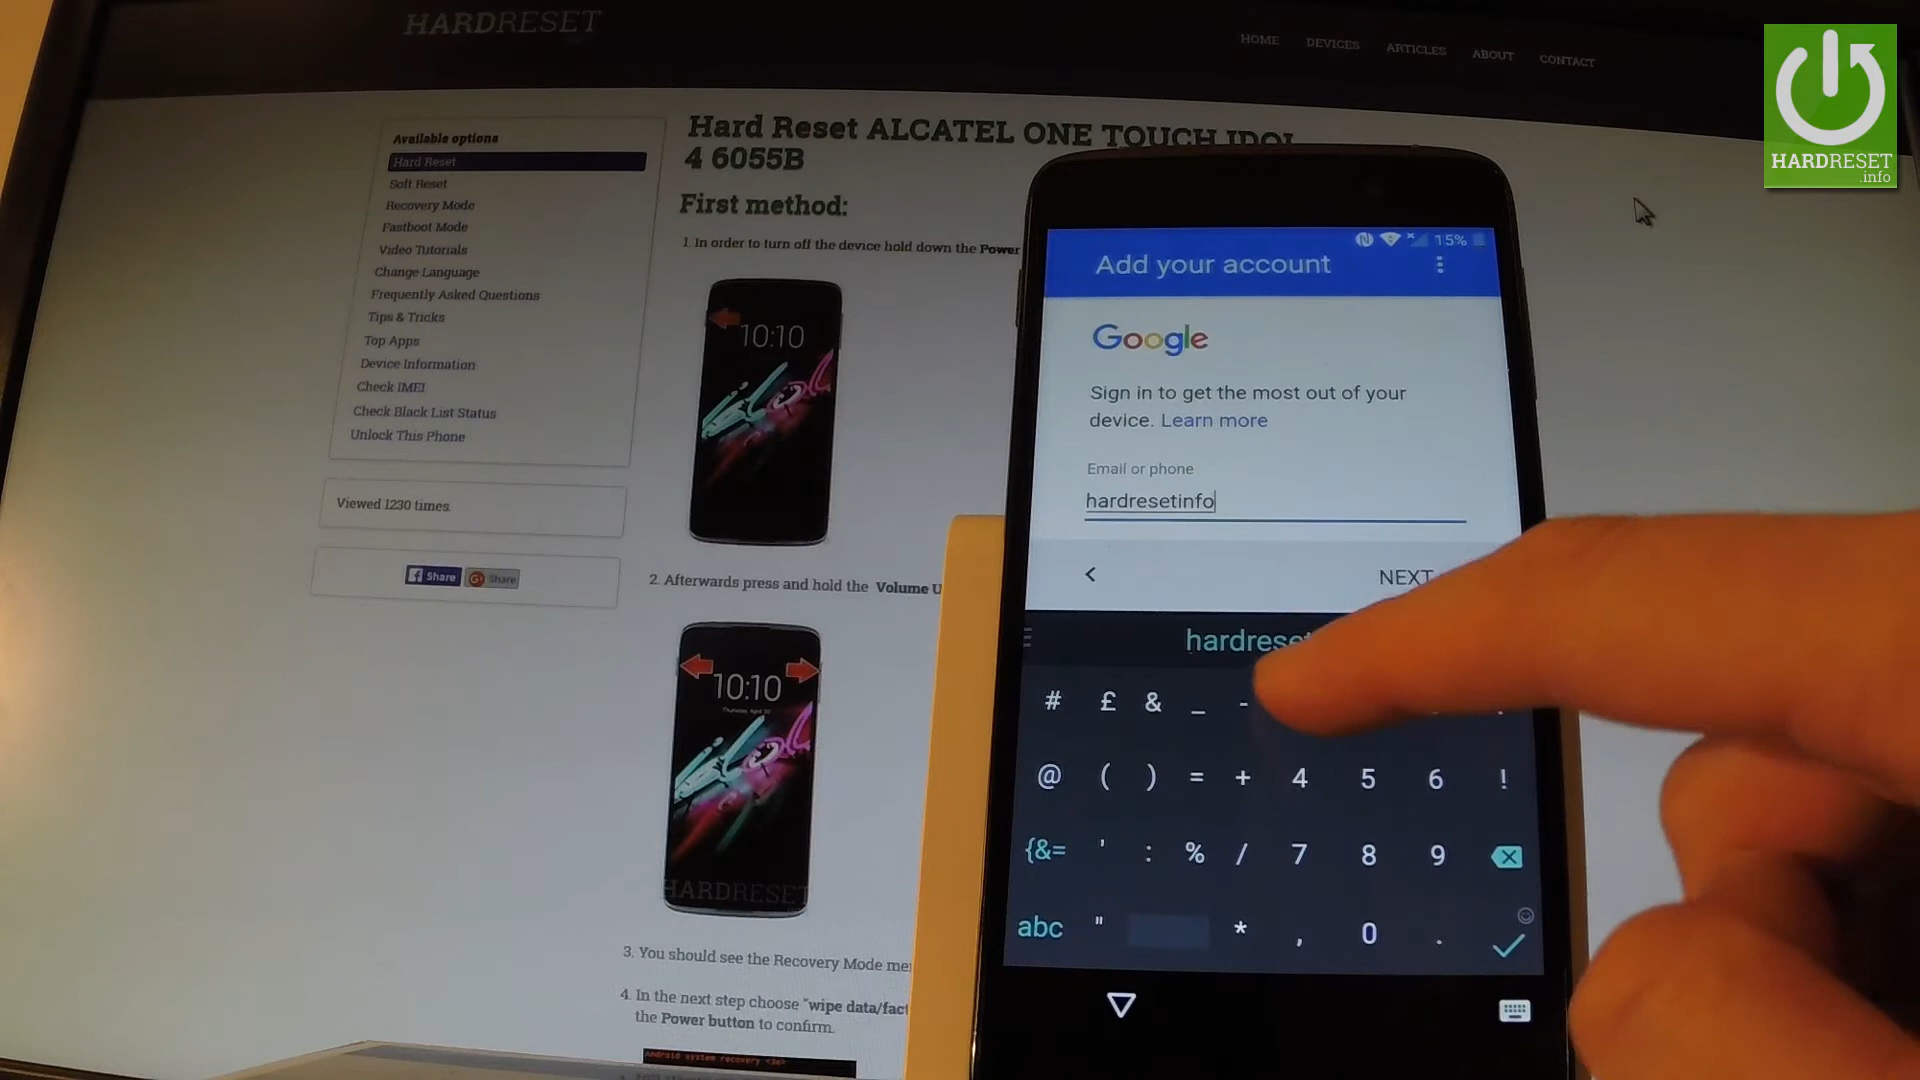 HARDRESET
HOME DEVICES ARTICLES ABOUT CONTACT
HARDRESET
.info
Available options
Hard Reset
Soft Reset
Recovery Mode
Fastboot Mode
Video Tutorials
Change Language
Frequently Asked Questions
Tips & Tricks
Top Apps
Device Information
Check IMEI
Check Black List Status
Unlock This Phone
Viewed 1230 times.
Share Share
Hard Reset ALCATEL ONE TOUCH IDOL
4 6055B
First method:
1. In order to turn off the device hold down the Power
10:10
2. Afterwards press and hold the Volume U
10:10
HARDRESET
3. You should see the Recovery Mode
4. In the next step choose "wipe data/fact
the Power button to confirm.
Android system recovery <3e>
15%
Add your account
Google
Sign in to get the most out of your
device. Learn more
Email or phone
hardresetinfo
< NEXT
hardreset
# £ & _ -
@ ( ) = + 4 5 6 !
{&= ' : % / 7 8 9
abc " * , 0 .